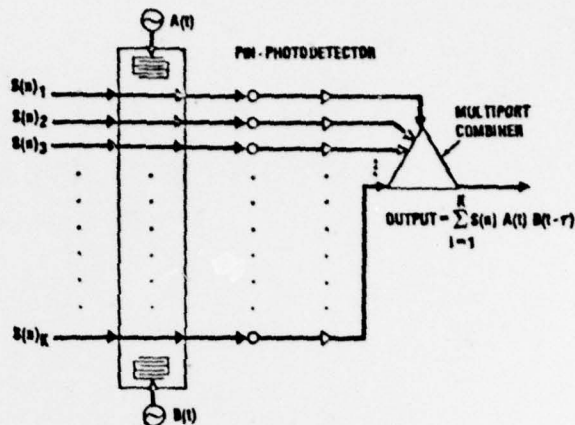 A(t)
PIN-PHOTODETECTOR
S(n)1
S(n)2
S(n)3
MULTIPORT
COMBINER
K
OUTPUT = Σ S(n) A(t) B(t-τ)
i=1
S(n)K
B(t)